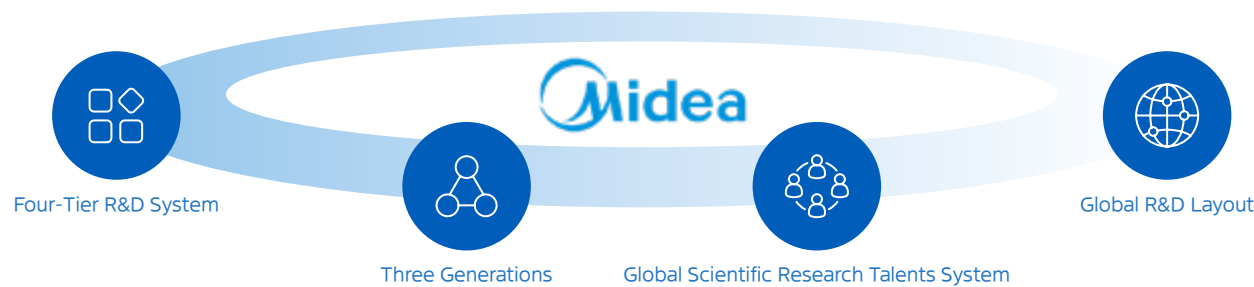 Midea
Four-Tier R&D System
Three Generations
Global Scientific Research Talents System
Global R&D Layout